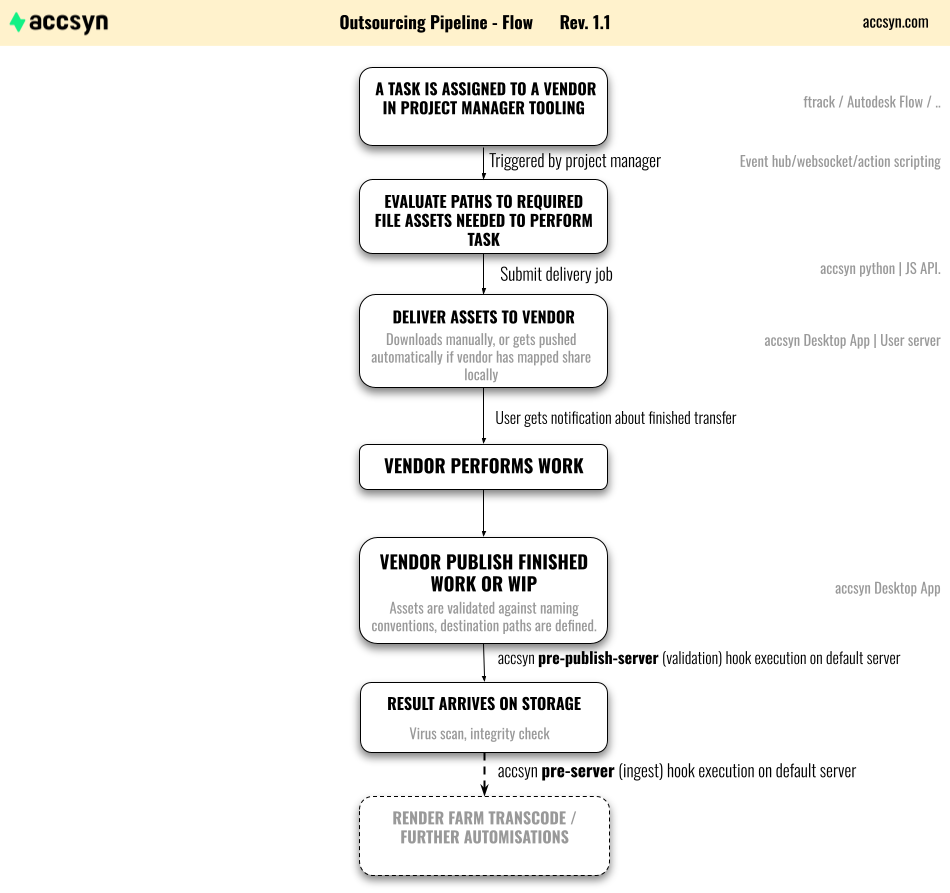 accsyn
Outsourcing Pipeline - Flow Rev. 1.1
accsyn.com
A TASK IS ASSIGNED TO A VENDOR
IN PROJECT MANAGER TOOLING
ftrack / Autodesk Flow / ..
Triggered by project manager
Event hub/websocket/action scripting
EVALUATE PATHS TO REQUIRED
FILE ASSETS NEEDED TO PERFORM
TASK
Submit delivery job
accsyn python | JS API.
DELIVER ASSETS TO VENDOR
Downloads manually, or gets pushed
automatically if vendor has mapped share
locally
accsyn Desktop App | User server
User gets notification about finished transfer
VENDOR PERFORMS WORK
VENDOR PUBLISH FINISHED
WORK OR WIP
Assets are validated against naming
conventions, destination paths are defined.
accsyn Desktop App
accsyn pre-publish-server (validation) hook execution on default server
RESULT ARRIVES ON STORAGE
Virus scan, integrity check
accsyn pre-server (ingest) hook execution on default server
RENDER FARM TRANSCODE /
FURTHER AUTOMISATIONS